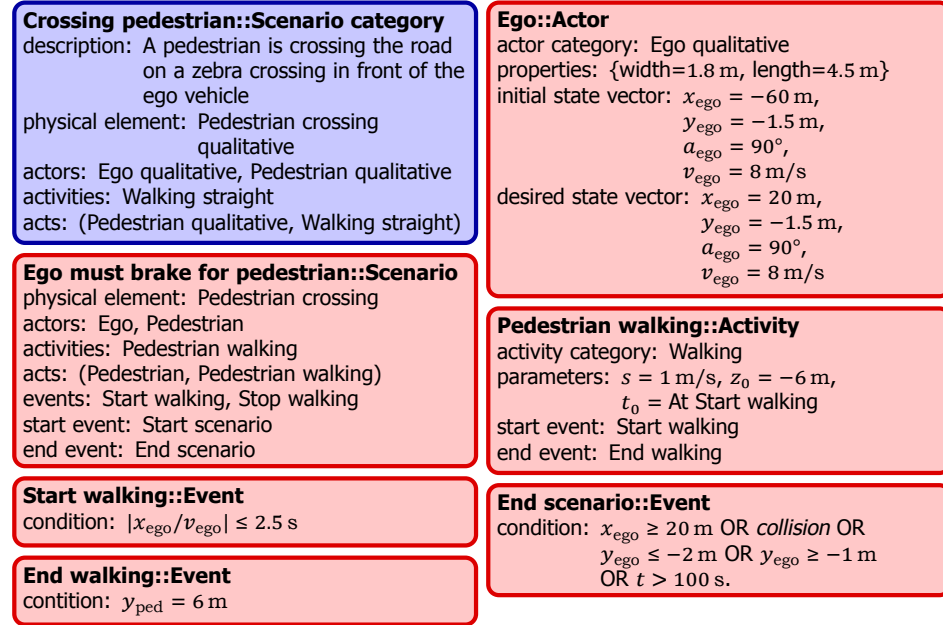 Crossing pedestrian::Scenario category
description: A pedestrian is crossing the road
on a zebra crossing in front of the
ego vehicle
physical element: Pedestrian crossing
qualitative
actors: Ego qualitative, Pedestrian qualitative
activities: Walking straight
acts: (Pedestrian qualitative, Walking straight)
Ego must brake for pedestrian::Scenario
physical element: Pedestrian crossing
actors: Ego, Pedestrian
activities: Pedestrian walking
acts: (Pedestrian, Pedestrian walking)
events: Start walking, Stop walking
start event: Start scenario
end event: End scenario
Start walking::Event
condition: |x_ego/v_ego| ≤ 2.5 s
End walking::Event
contition: y_ped = 6 m
Ego::Actor
actor category: Ego qualitative
properties: {width=1.8 m, length=4.5 m}
initial state vector: x_ego = −60 m,
y_ego = −1.5 m,
a_ego = 90°,
v_ego = 8 m/s
desired state vector: x_ego = 20 m,
y_ego = −1.5 m,
a_ego = 90°,
v_ego = 8 m/s
Pedestrian walking::Activity
activity category: Walking
parameters: s = 1 m/s, z_0 = −6 m,
t_0 = At Start walking
start event: Start walking
end event: End walking
End scenario::Event
condition: x_ego ≥ 20 m OR collision OR
y_ego ≤ −2 m OR y_ego ≥ −1 m
OR t > 100 s.